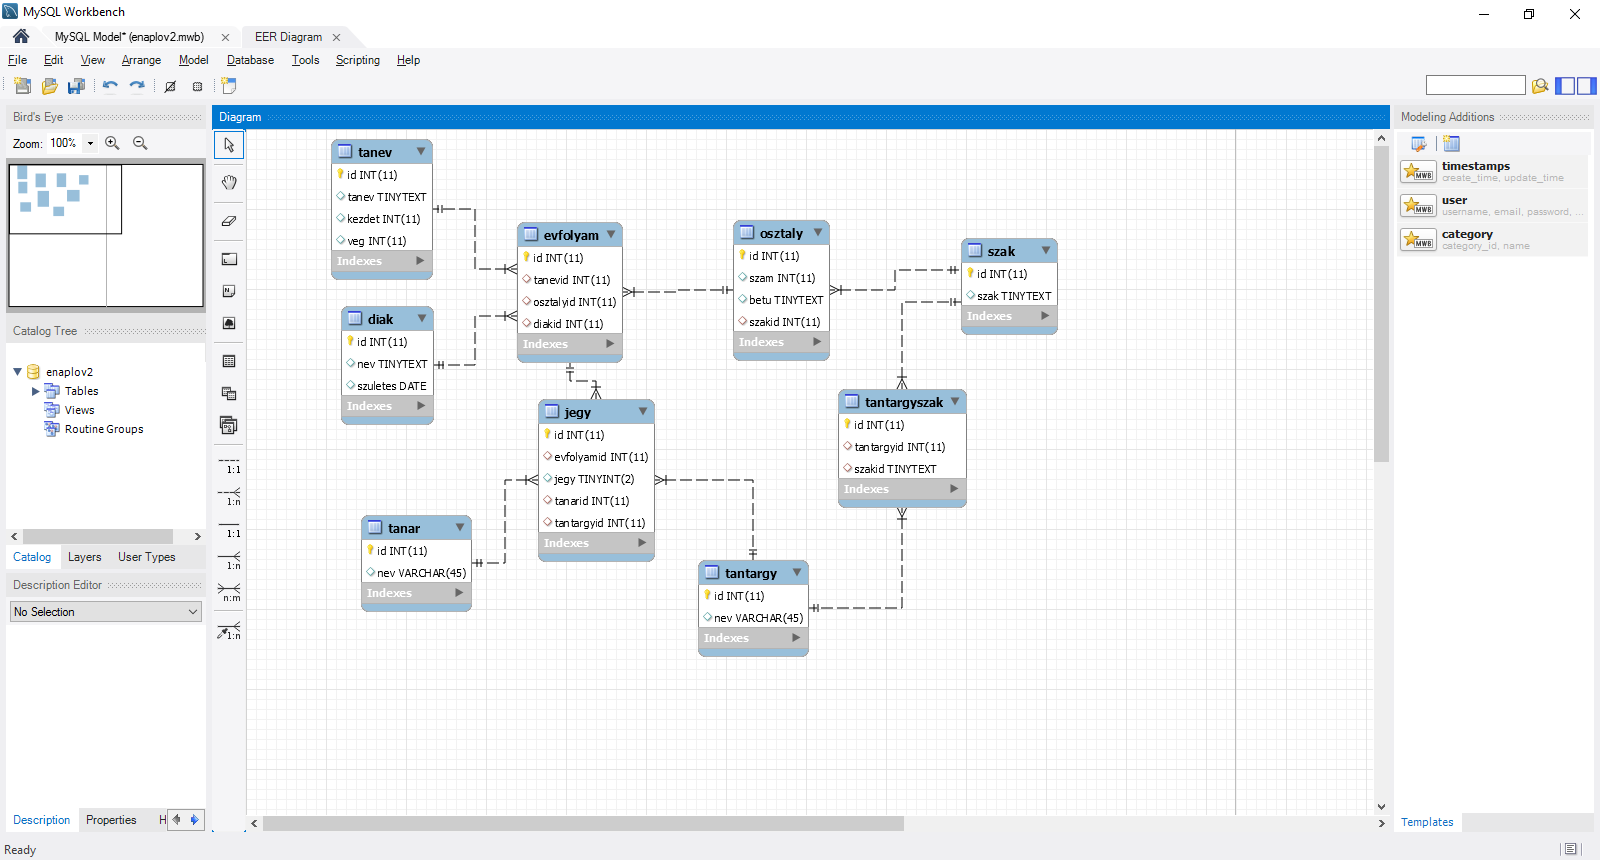 MySQL Workbench
MySQL Model* (enaplov2.mwb)
EER Diagram
File Edit View Arrange Model Database Tools Scripting Help
Bird's Eye
Zoom: 100%
Catalog Tree
enaplov2
Tables
Views
Routine Groups
Catalog Layers User Types
Description Editor
No Selection
Description Properties H
Ready
1:1
1:n
1:1
1:n
n:m
1:n
Diagram
tanev
id INT(11)
tanev TINYTEXT
kezdet INT(11)
veg INT(11)
Indexes
diak
id INT(11)
nev TINYTEXT
szuletes DATE
Indexes
evfolyam
id INT(11)
tanevid INT(11)
osztalyid INT(11)
diakid INT(11)
Indexes
osztaly
id INT(11)
szam INT(11)
betu TINYTEXT
szakid INT(11)
Indexes
szak
id INT(11)
szak TINYTEXT
Indexes
jegy
id INT(11)
evfolyamid INT(11)
jegy TINYINT(2)
tanarid INT(11)
tantargyid INT(11)
Indexes
tantargyszak
id INT(11)
tantargyid INT(11)
szakid TINYTEXT
Indexes
tanar
id INT(11)
nev VARCHAR(45)
Indexes
tantargy
id INT(11)
nev VARCHAR(45)
Indexes
Modeling Additions
MWB
timestamps
create_time, update_time
MWB
user
username, email, password, ...
MWB
category
category_id, name
Templates